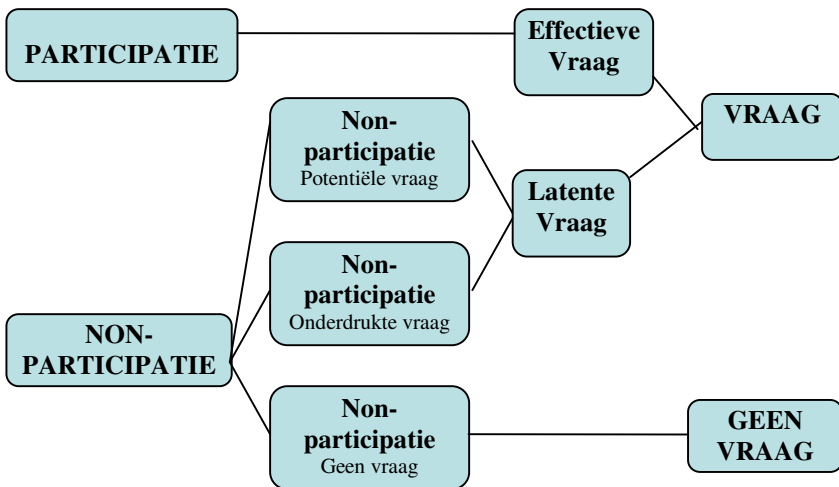 PARTICIPATIE
Effectieve
Vraag
Non-
participatie
Potentiële vraag
VRAAG
Latente
Vraag
Non-
participatie
Onderdrukte vraag
NON-
PARTICIPATIE
Non-
participatie
Geen vraag
GEEN
VRAAG